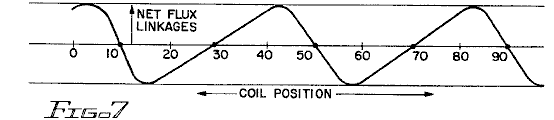 NET FLUX
LINKAGES
0 10 20 30 40 50 60 70 80 90
COIL POSITION
FIG-7